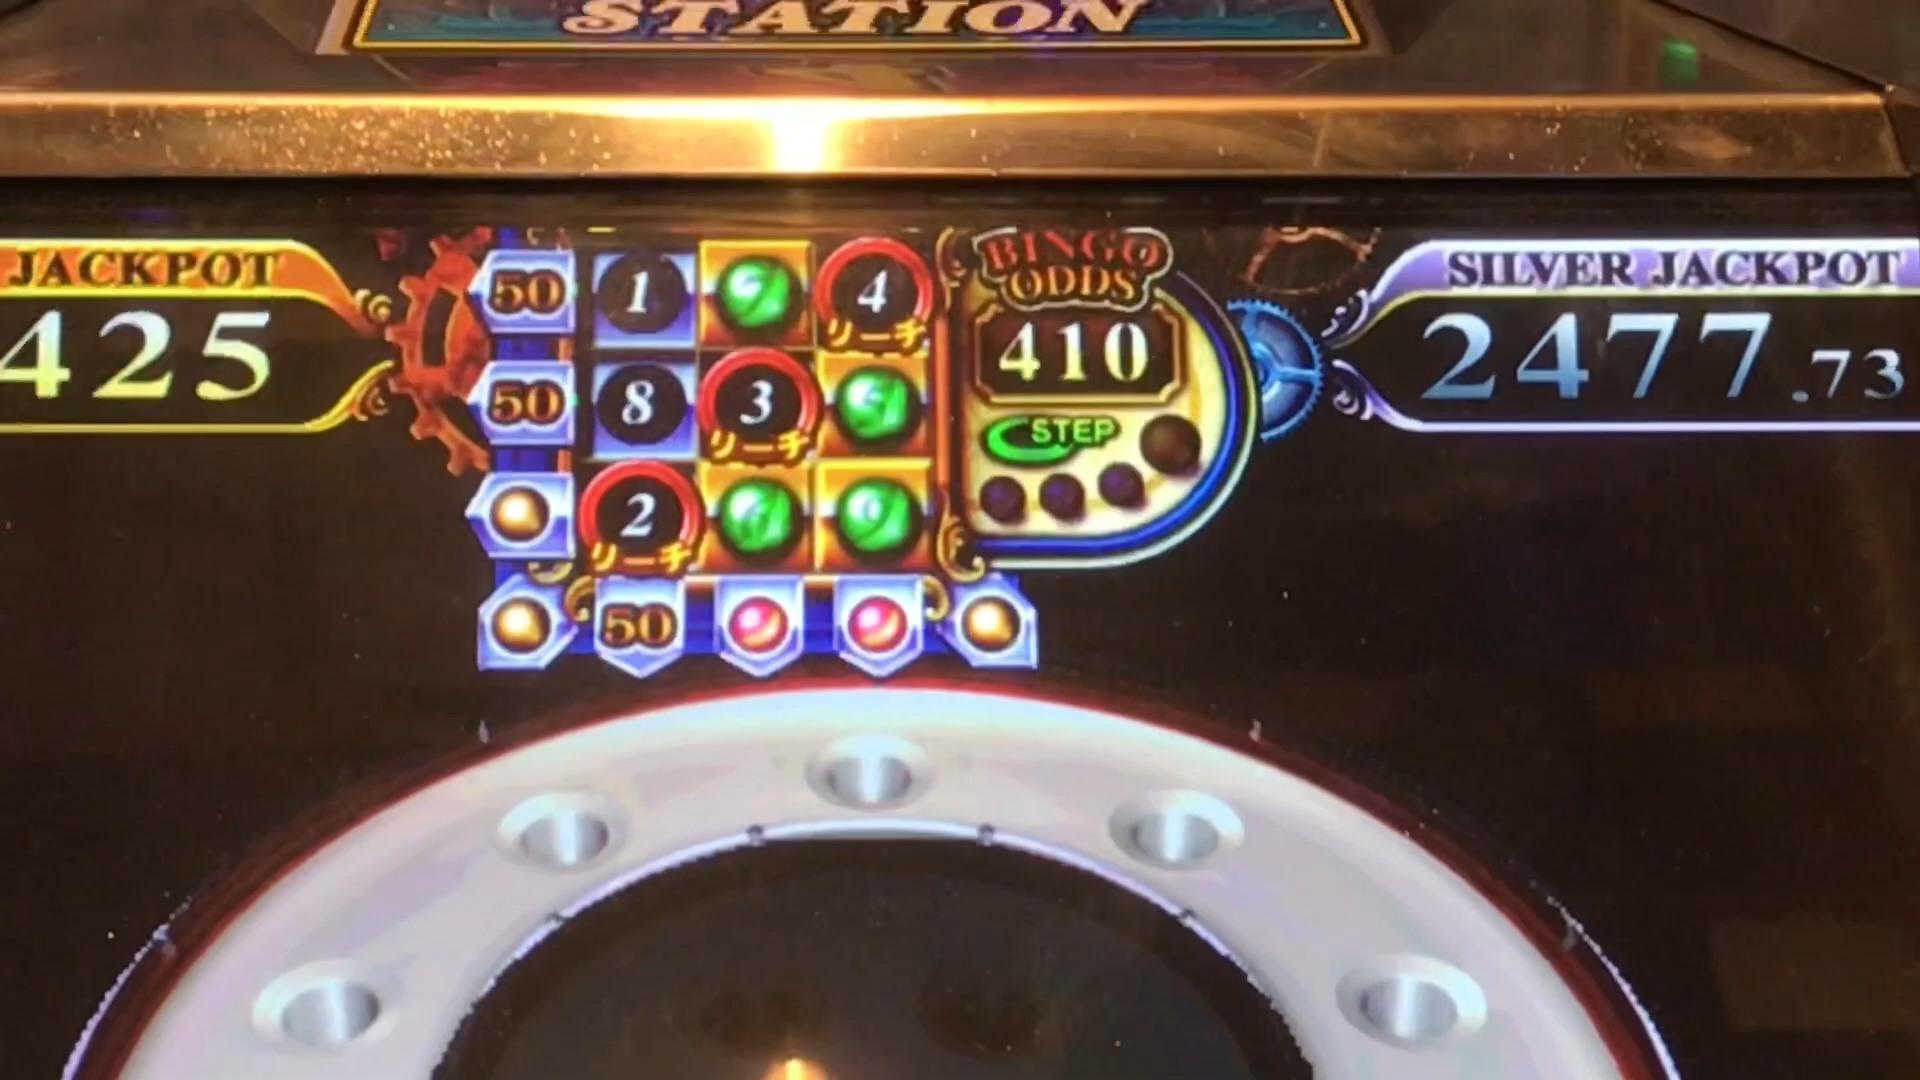 STATION
JACKPOT
425
50 1 4
リーチ
BINGO
ODDS
410
SILVER JACKPOT
2477.73
50 8 3
リーチ
STEP
2
リーチ
50